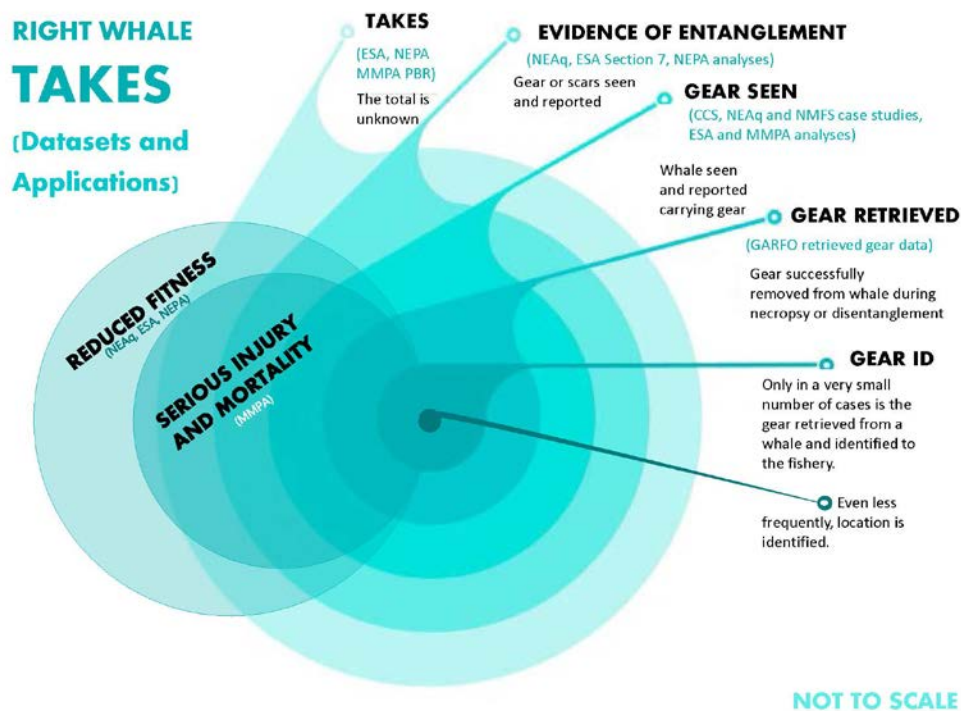 RIGHT WHALE
TAKES
(Datasets and
Applications)
TAKES
(ESA, NEPA
MMPA PBR)
The total is
unknown
EVIDENCE OF ENTANGLEMENT
(NEAq, ESA Section 7, NEPA analyses)
Gear or scars seen
and reported
GEAR SEEN
(CCS, NEAq and NMFS case studies,
ESA and MMPA analyses)
Whale seen
and reported
carrying gear
GEAR RETRIEVED
(GARFO retrieved gear data)
Gear successfully
removed from whale during
necropsy or disentanglement
GEAR ID
Only in a very small
number of cases is the
gear retrieved from a
whale and identified to
the fishery.
Even less
frequently, location is
identified.
REDUCED FITNESS
(NEAq, ESA, NEPA)
SERIOUS INJURY
AND MORTALITY
(MMPA)
NOT TO SCALE